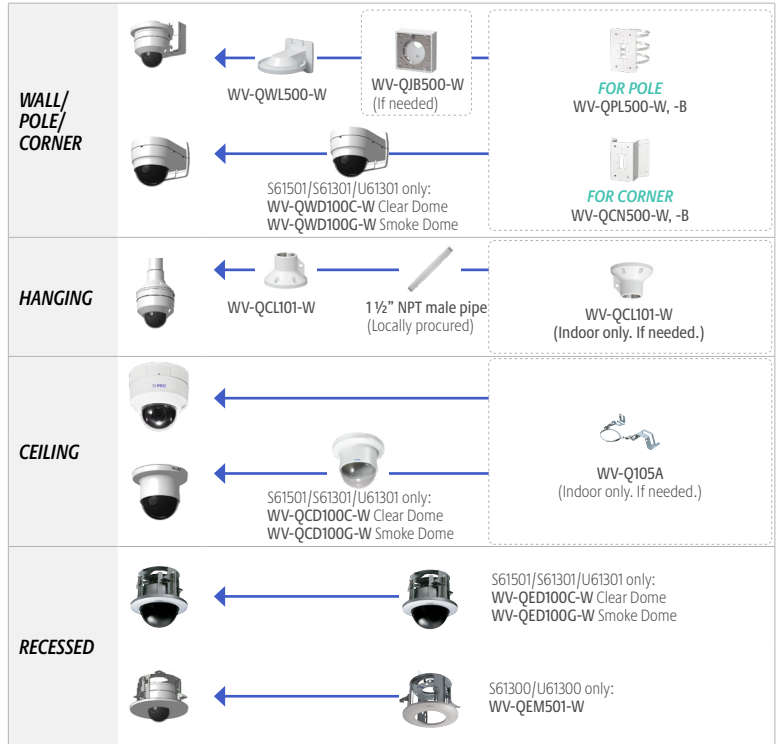 WALL/
POLE/
CORNER
WV-QWL500-W
WV-QJB500-W
(If needed)
FOR POLE
WV-QPL500-W, -B
S61501/S61301/U61301 only:
WV-QWD100C-W Clear Dome
WV-QWD100G-W Smoke Dome
FOR CORNER
WV-QCN500-W, -B
HANGING
WV-QCL101-W
1 ½” NPT male pipe
(Locally procured)
WV-QCL101-W
(Indoor only. If needed.)
CEILING
i-PRO
S61501/S61301/U61301 only:
WV-QCD100C-W Clear Dome
WV-QCD100G-W Smoke Dome
WV-Q105A
(Indoor only. If needed.)
RECESSED
S61501/S61301/U61301 only:
WV-QED100C-W Clear Dome
WV-QED100G-W Smoke Dome
S61300/U61300 only:
WV-QEM501-W